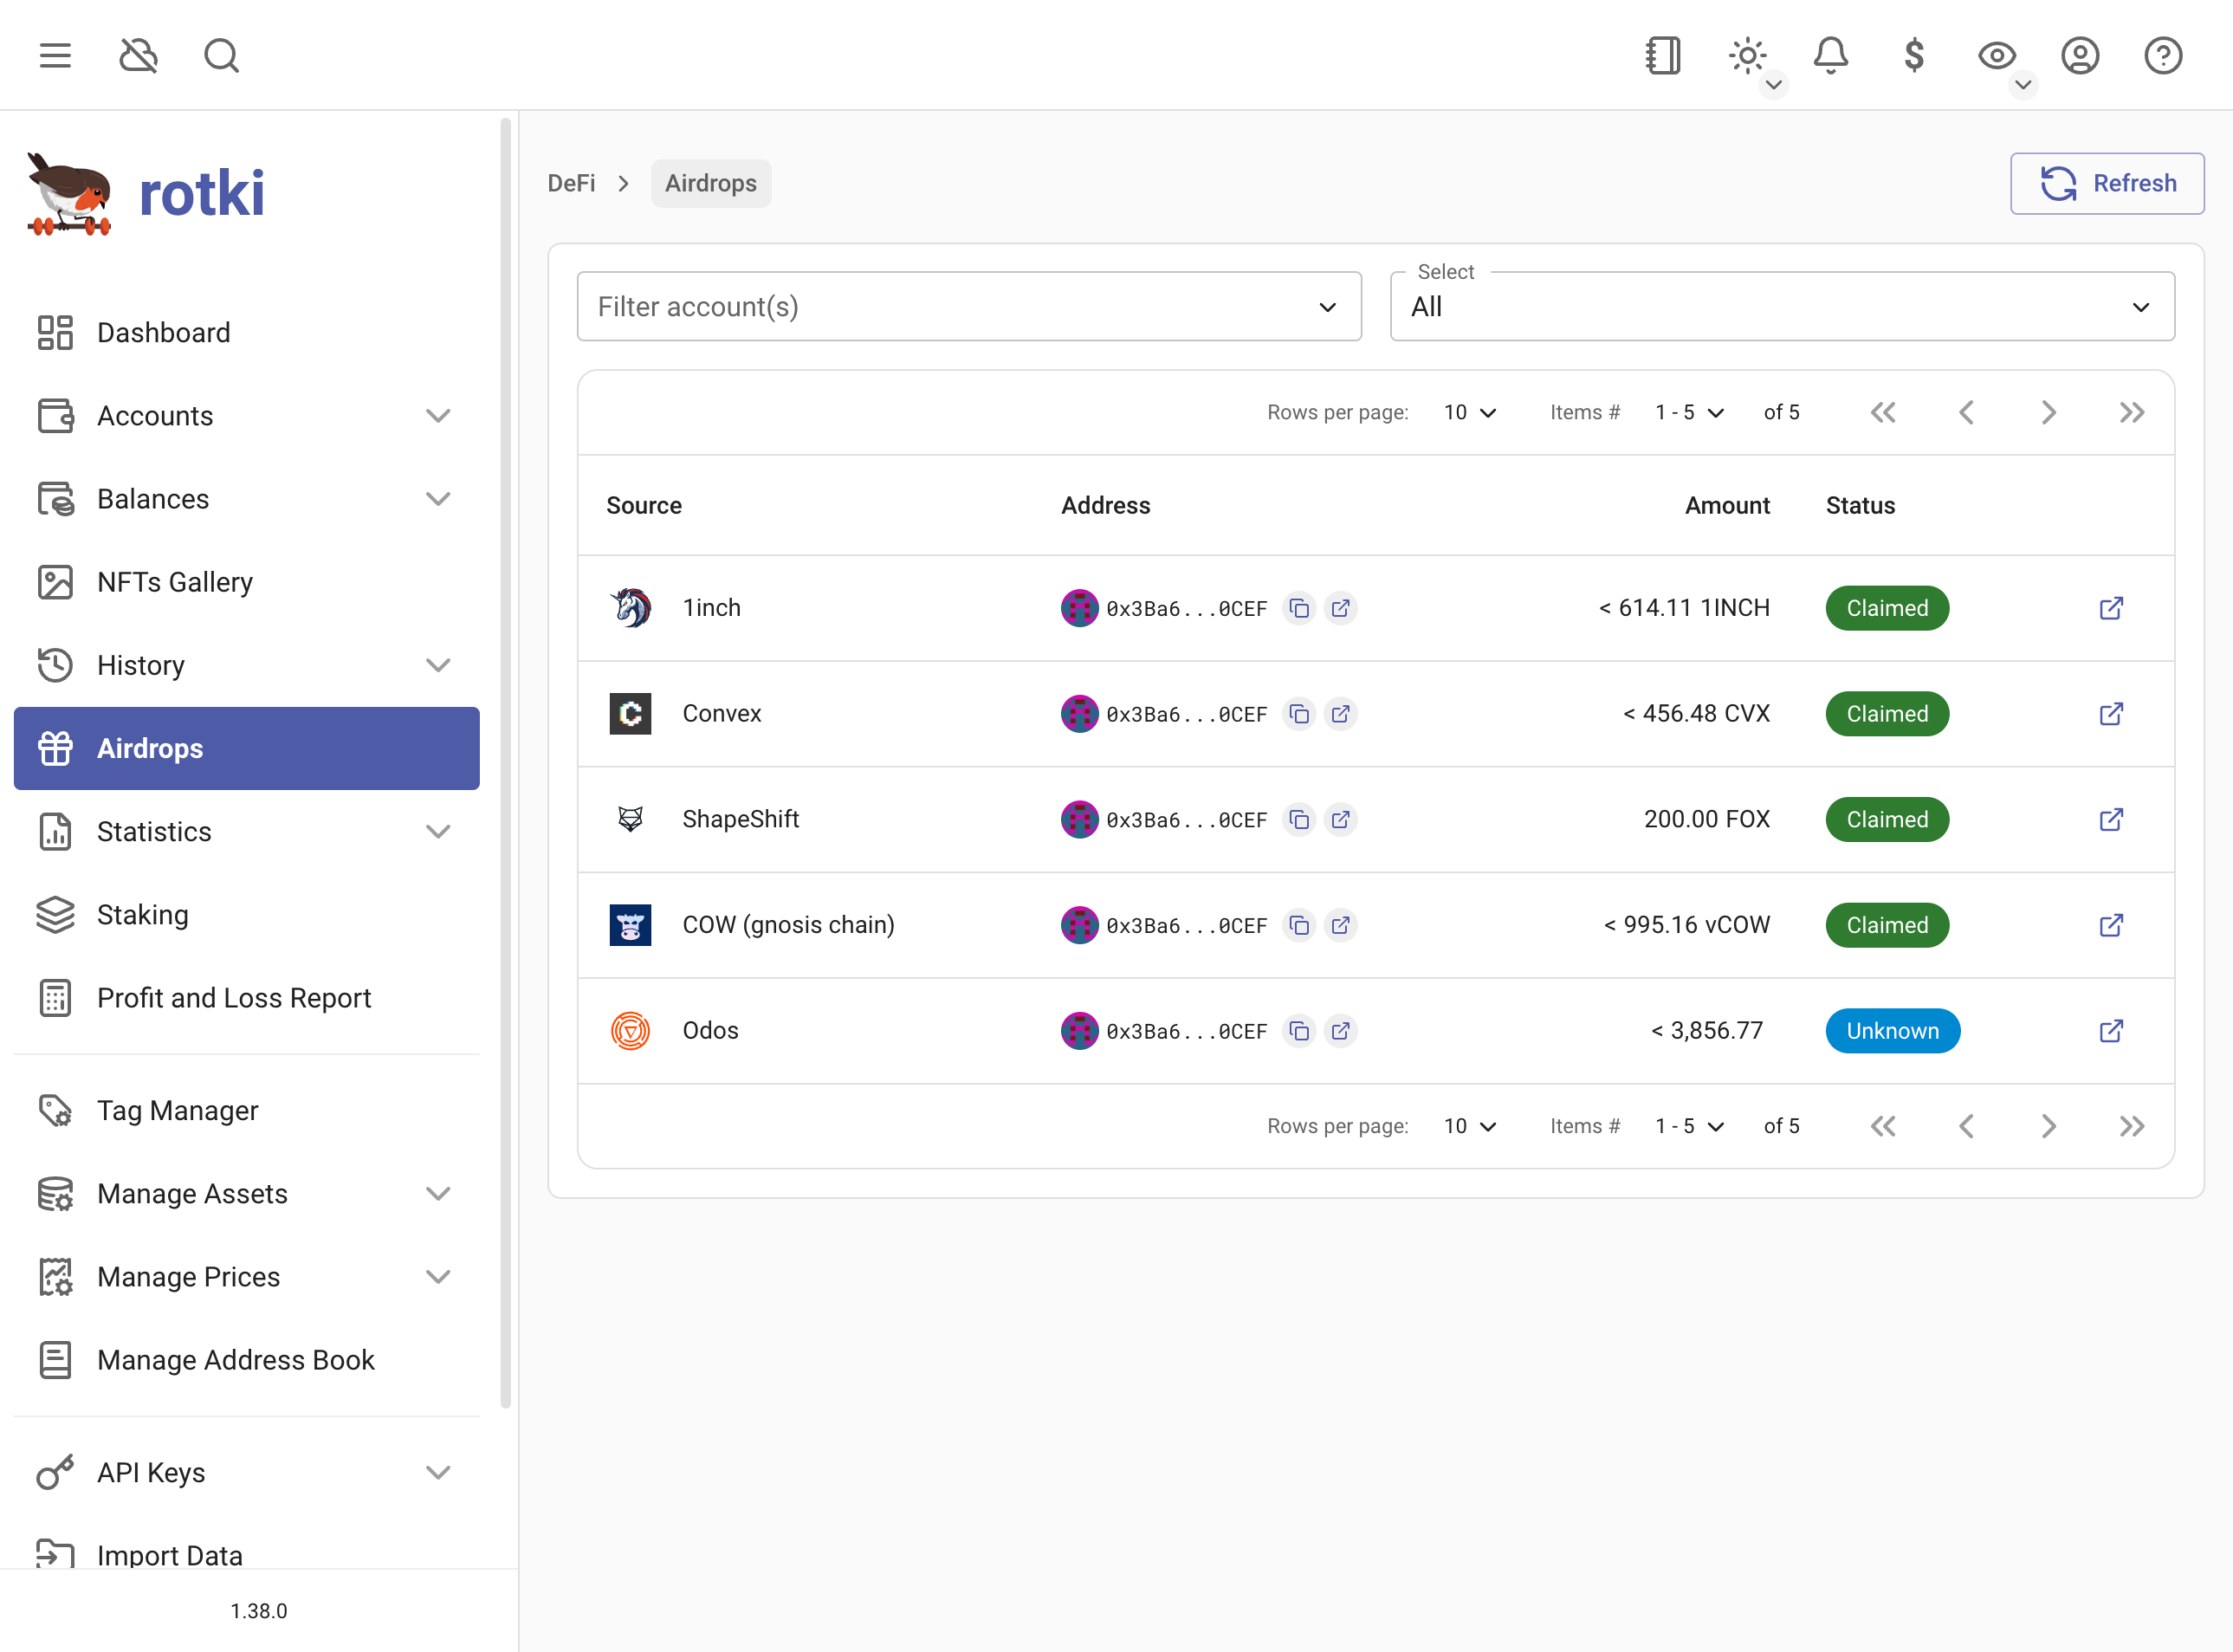 rotki
Dashboard
Accounts
Balances
NFTs Gallery
History
Airdrops
Statistics
Staking
Profit and Loss Report
Tag Manager
Manage Assets
Manage Prices
Manage Address Book
API Keys
Import Data
1.38.0
DeFi > Airdrops
Refresh
Filter account(s)
Select
All
Rows per page: 10 Items # 1 - 5 of 5
Source Address Amount Status
1inch 0x3Ba6...0CEF < 614.11 1INCH Claimed
Convex 0x3Ba6...0CEF < 456.48 CVX Claimed
ShapeShift 0x3Ba6...0CEF 200.00 FOX Claimed
COW (gnosis chain) 0x3Ba6...0CEF < 995.16 vCOW Claimed
Odos 0x3Ba6...0CEF < 3,856.77 Unknown
Rows per page: 10 Items # 1 - 5 of 5